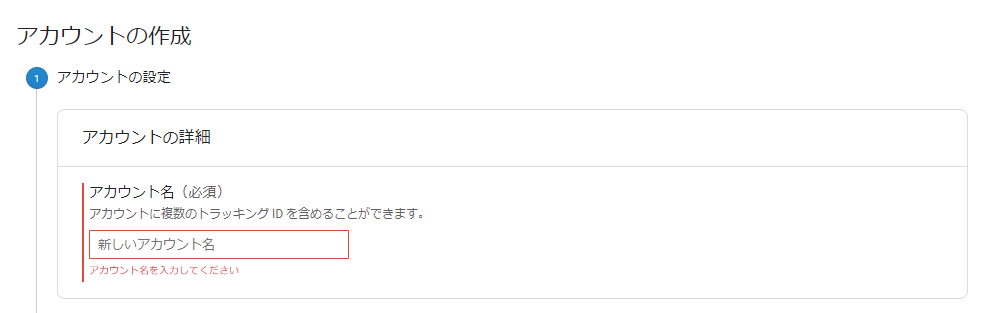 アカウントの作成
1 アカウントの設定
アカウントの詳細
アカウント名（必須）
アカウントに複数のトラッキング ID を含めることができます。
新しいアカウント名
アカウント名を入力してください